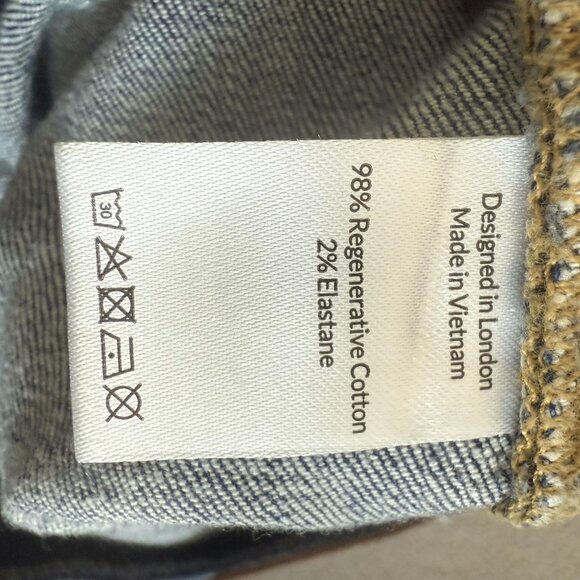 Designed in London
Made in Vietnam
98% Regenerative Cotton
2% Elastane
30